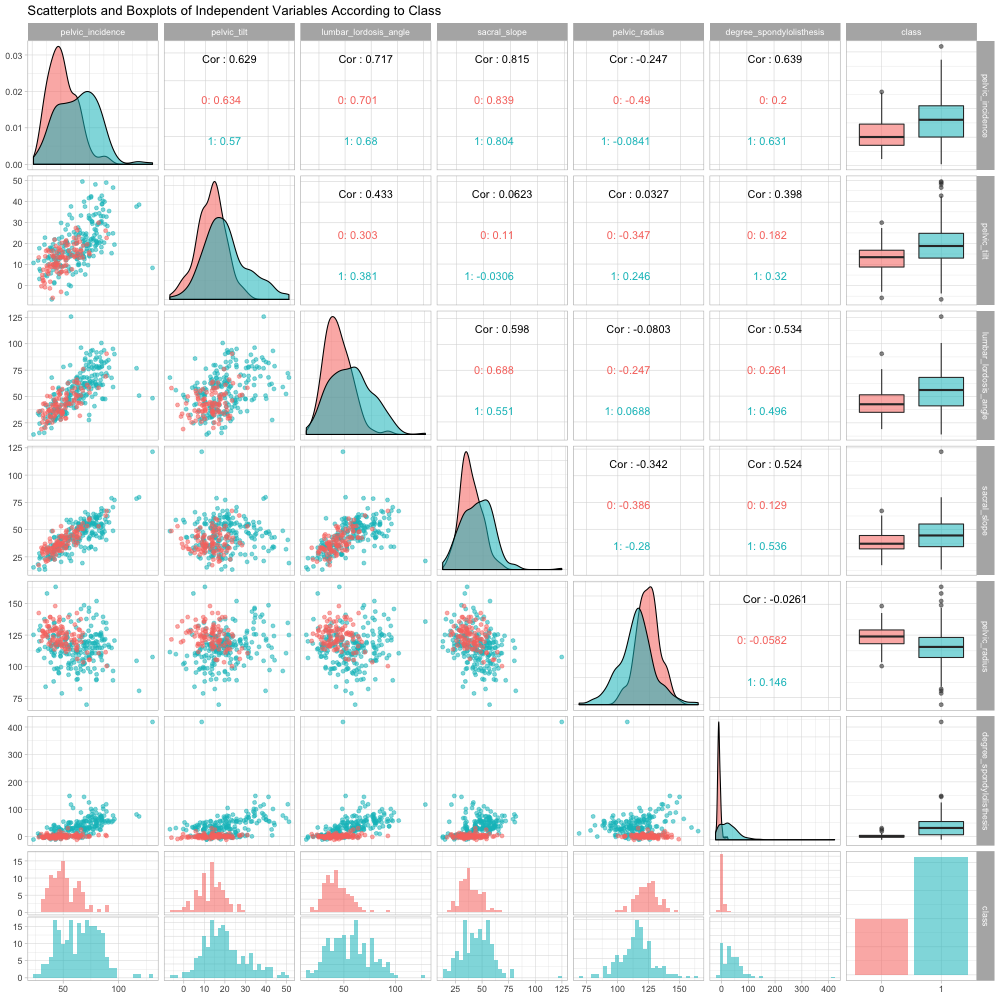 Scatterplots and Boxplots of Independent Variables According to Class
pelvic_incidence pelvic_tilt lumbar_lordosis_angle sacral_slope pelvic_radius degree_spondylolisthesis class
0.03
0.02
0.01
0.00
Cor : 0.629 Cor : 0.717 Cor : 0.815 Cor : -0.247 Cor : 0.639
0: 0.634 0: 0.701 0: 0.839 0: -0.49 0: 0.2
1: 0.57 1: 0.68 1: 0.804 1: -0.0841 1: 0.631
pelvic_incidence
50
40
30
20
10
0
Cor : 0.433 Cor : 0.0623 Cor : 0.0327 Cor : 0.398
0: 0.303 0: 0.11 0: -0.347 0: 0.182
1: 0.381 1: -0.0306 1: 0.246 1: 0.32
pelvic_tilt
125
100
75
50
25
Cor : 0.598 Cor : -0.0803 Cor : 0.534
0: 0.688 0: -0.247 0: 0.261
1: 0.551 1: 0.0688 1: 0.496
lumbar_lordosis_angle
125
100
75
50
25
Cor : -0.342 Cor : 0.524
0: -0.386 0: 0.129
1: -0.28 1: 0.536
sacral_slope
150
125
100
75
Cor : -0.0261
0: -0.0582
1: 0.146
pelvic_radius
400
300
200
100
0
degree_spondylolisthesis
15
10
5
0
15
10
5
0
class
50 100 0 10 20 30 40 50 50 100 25 50 75 100 125 75 100 125 150 0 100 200 300 400 0 1